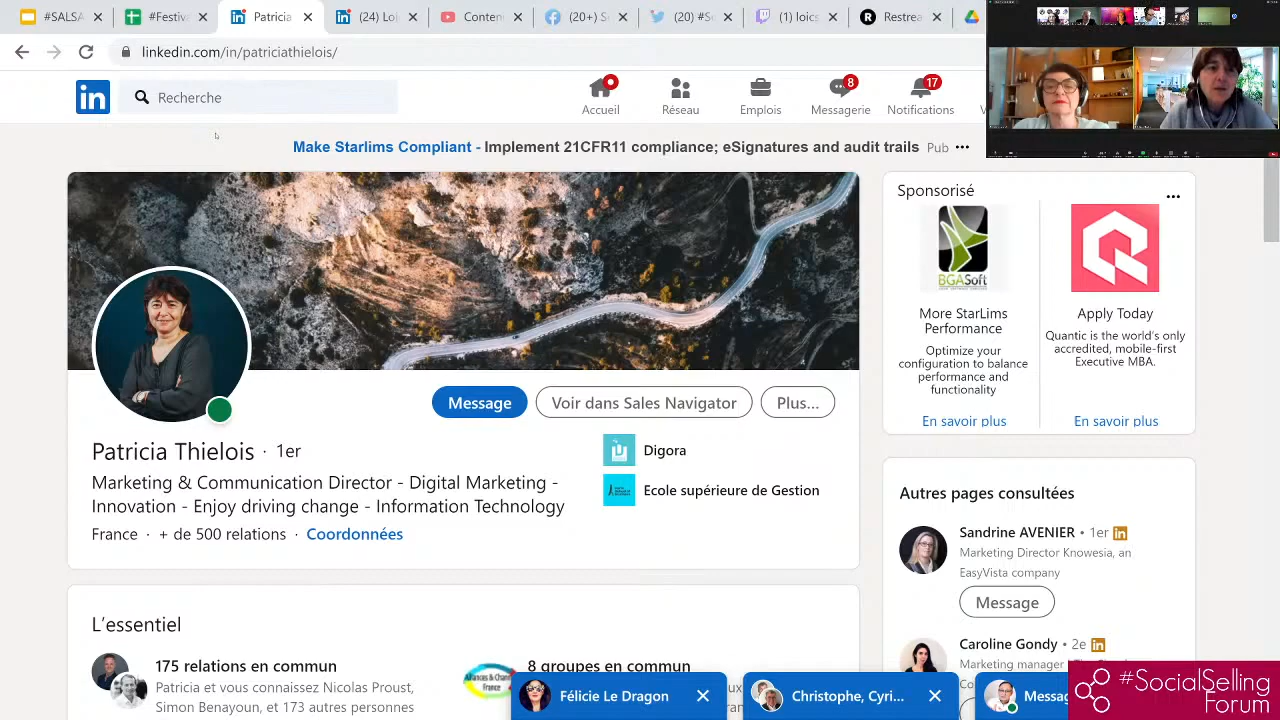 #SALSA
#Festiv
Patricia
Conten
(20+) S
(20) #S
Restre
linkedin.com/in/patriciathielois/
Recherche
8
17
Accueil
Réseau
Emplois
Messagerie
Notifications
Make Starlims Compliant - Implement 21CFR11 compliance; eSignatures and audit trails Pub
Sponsorisé
BGASoft
More StarLims
Performance
Optimize your
configuration to balance
performance and
functionality
En savoir plus
Apply Today
Quantic is the world's only
accredited, mobile-first
Executive MBA.
En savoir plus
Message
Voir dans Sales Navigator
Plus...
Patricia Thielois · 1er
Marketing & Communication Director - Digital Marketing -
Innovation - Enjoy driving change - Information Technology
France · + de 500 relations · Coordonnées
Digora
Ecole supérieure de Gestion
Autres pages consultées
Sandrine AVENIER • 1er
Marketing Director Knowesia, an
EasyVista company
Message
Caroline Gondy • 2e
Marketing manager
L'essentiel
175 relations en commun
Patricia et vous connaissez Nicolas Proust,
Simon Benayoun, et 172 autres personnes
8 groupes en commun
Alliances & Chan
France
Félicie Le Dragon
Christophe, Cyri...
Messag
#SocialSelling
Forum